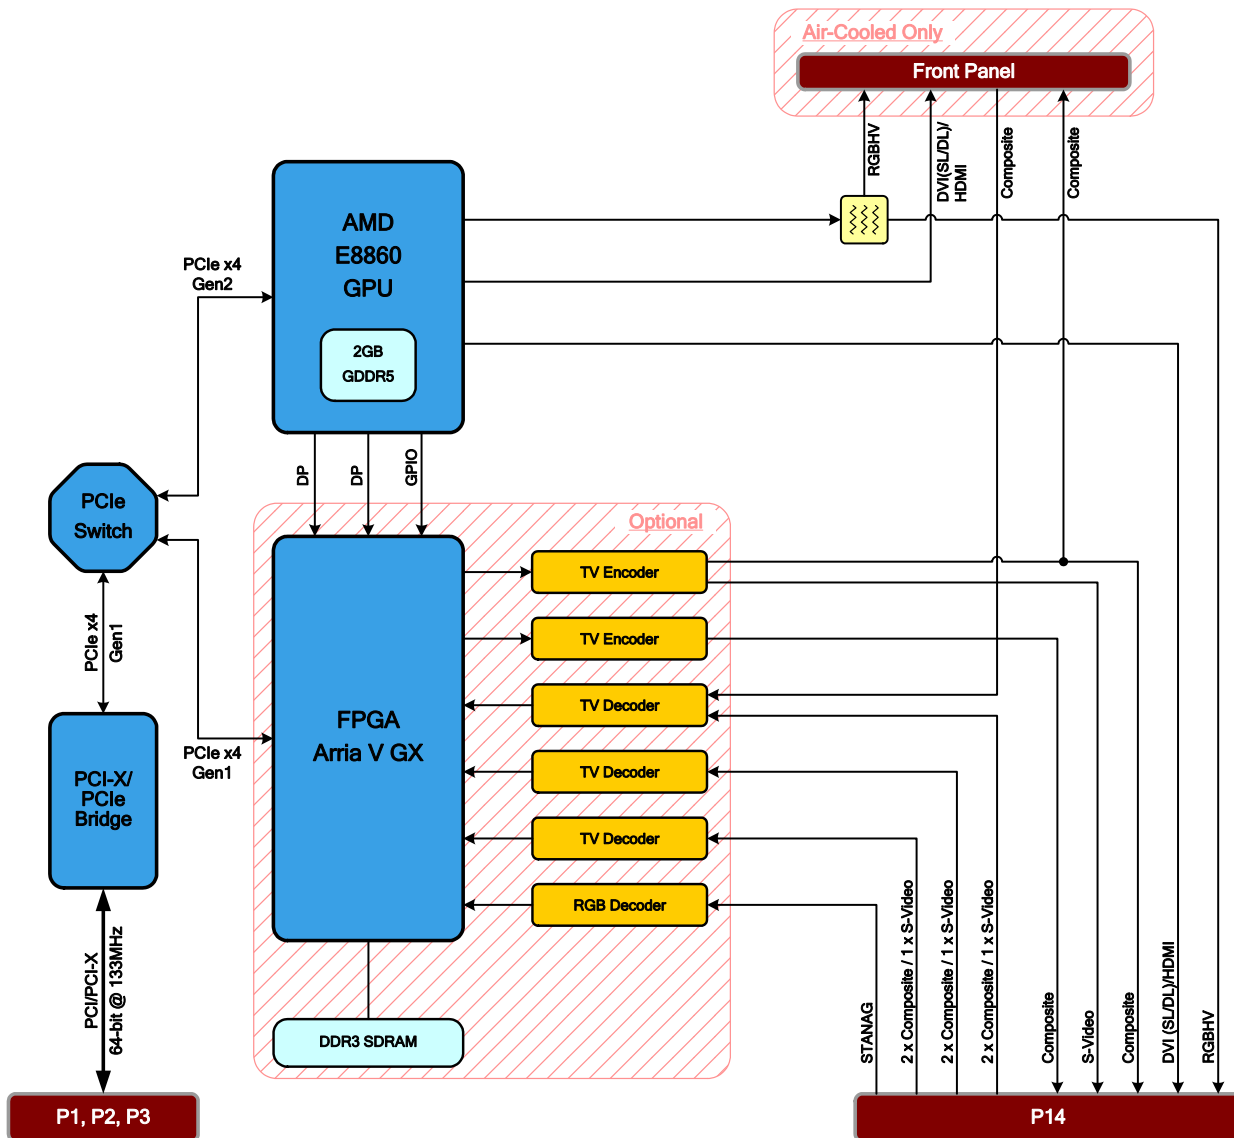 Air-Cooled Only
Front Panel
RGBHV
DVI(SL/DL)/
HDMI
Composite
Composite
AMD
E8860
GPU
2GB
GDDR5
PCIe x4
Gen2
DP
DP
GPIO
PCIe
Switch
Optional
TV Encoder
TV Encoder
TV Decoder
TV Decoder
TV Decoder
RGB Decoder
FPGA
Arria V GX
PCIe x4
Gen1
PCIe x4
Gen1
PCI-X/
PCIe
Bridge
PCI/PCI-X
64-bit @ 133MHz
DDR3 SDRAM
STANAG
2 x Composite / 1 x S-Video
2 x Composite / 1 x S-Video
2 x Composite / 1 x S-Video
Composite
S-Video
Composite
DVI (SL/DL)/HDMI
RGBHV
P1, P2, P3
P14